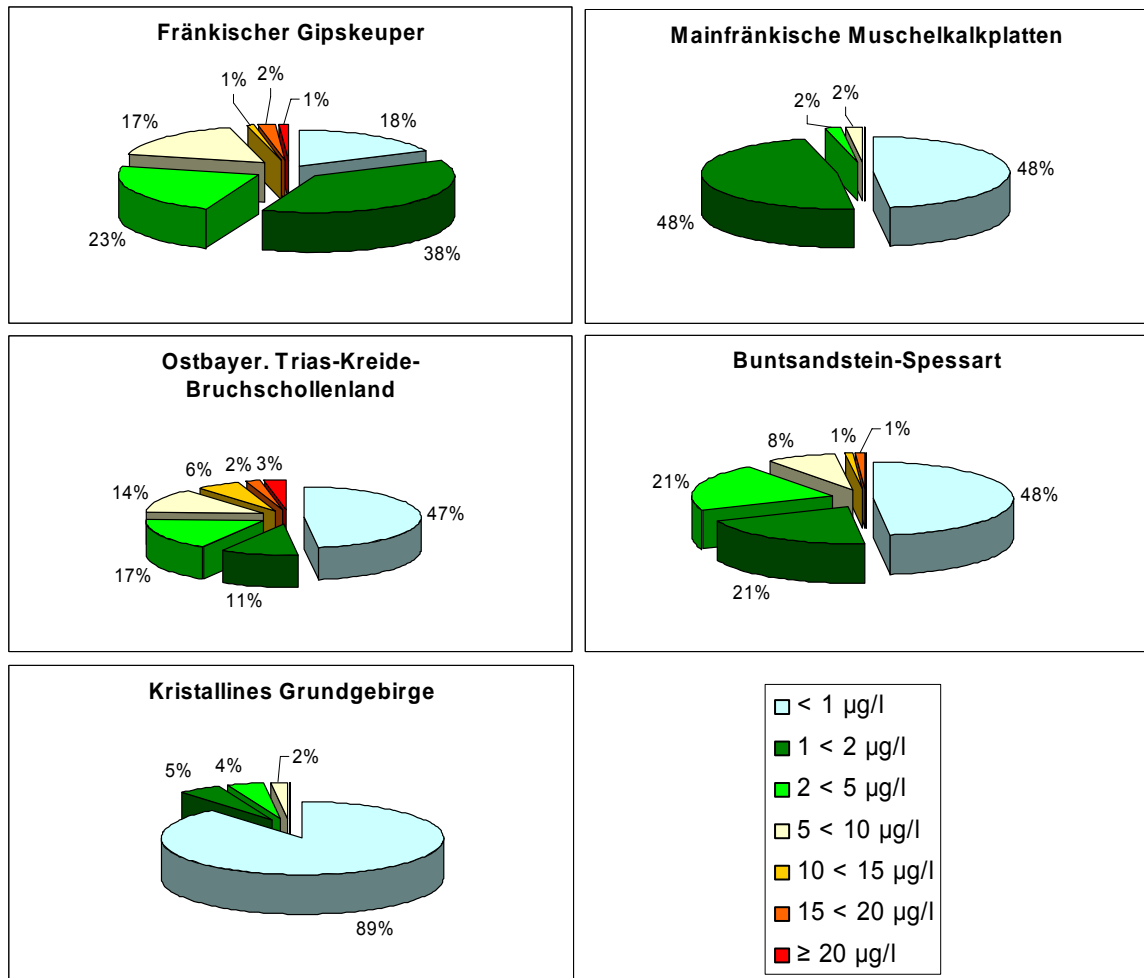 Fränkischer Gipskeuper
1%
2%
1%
17%
18%
23%
38%
Mainfränkische Muschelkalkplatten
2%
2%
48%
48%
Ostbayer. Trias-Kreide-
Bruchschollenland
6%
2%
3%
14%
47%
17%
11%
Buntsandstein-Spessart
8%
1%
1%
21%
48%
21%
Kristallines Grundgebirge
5%
4%
2%
89%
< 1 µg/l
1 < 2 µg/l
2 < 5 µg/l
5 < 10 µg/l
10 < 15 µg/l
15 < 20 µg/l
≥ 20 µg/l